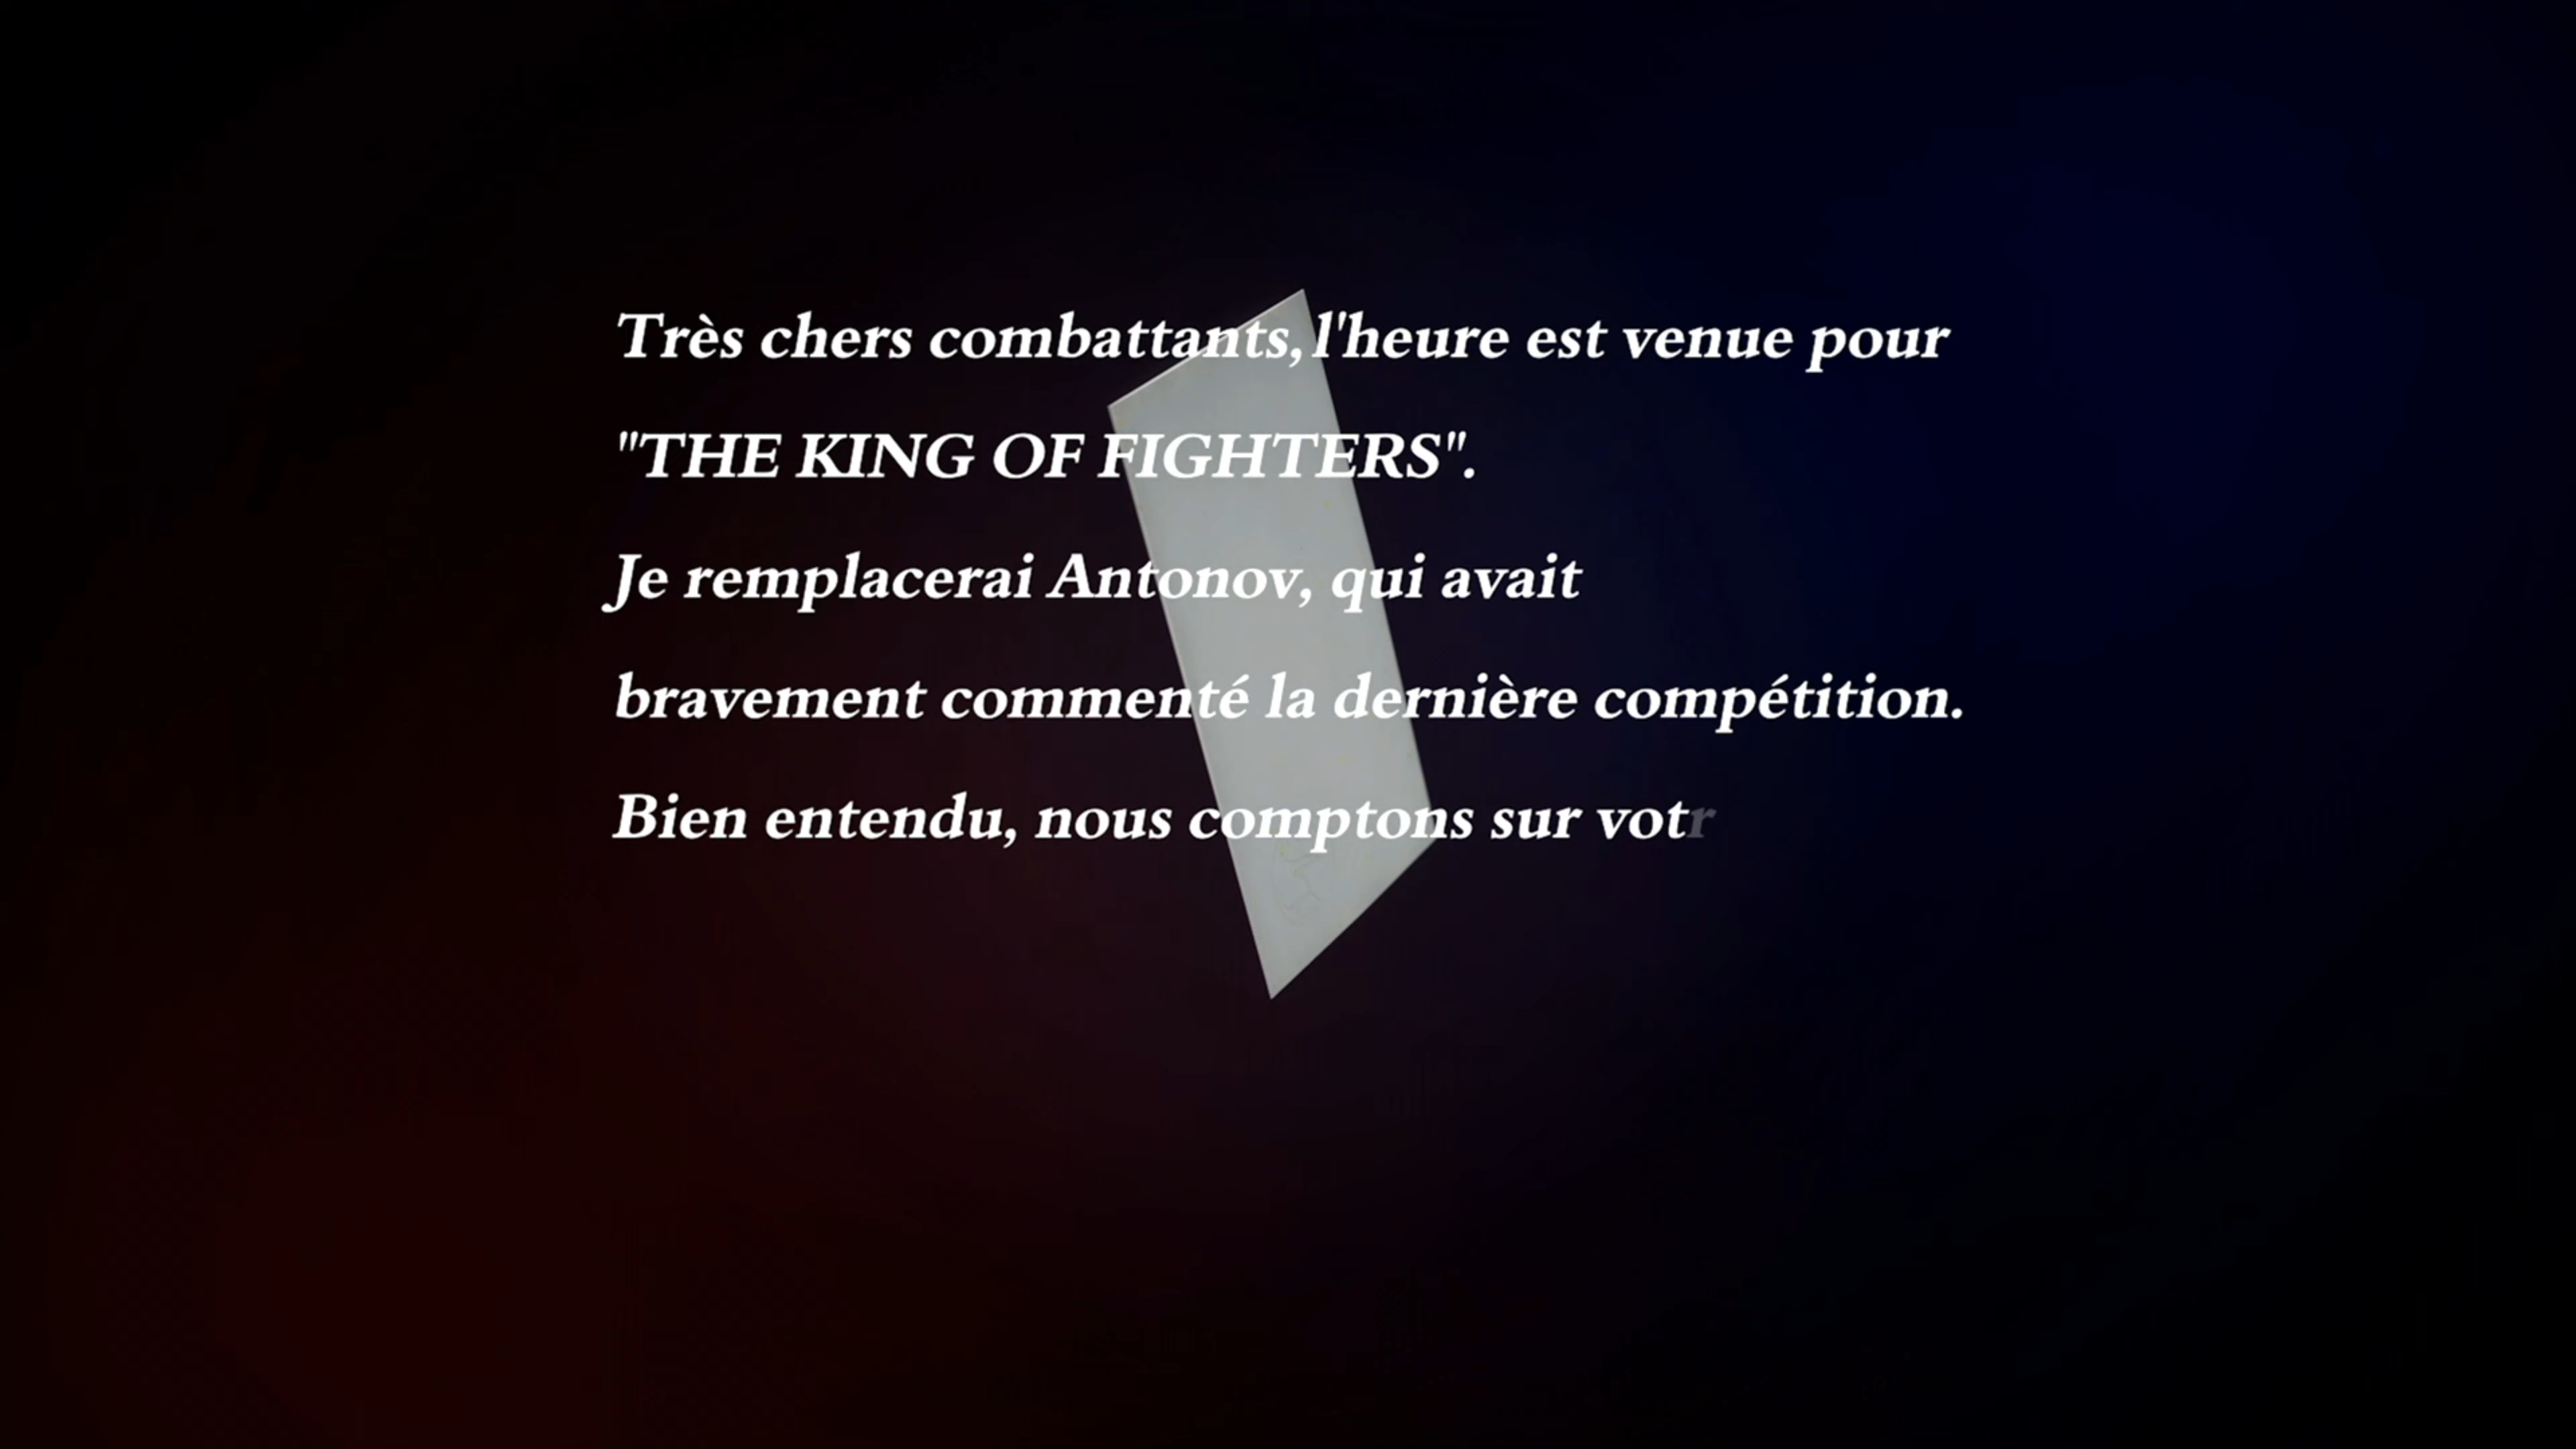 Très chers combattants, l'heure est venue pour
"THE KING OF FIGHTERS".
Je remplacerai Antonov, qui avait
bravement commenté la dernière compétition.
Bien entendu, nous comptons sur votr